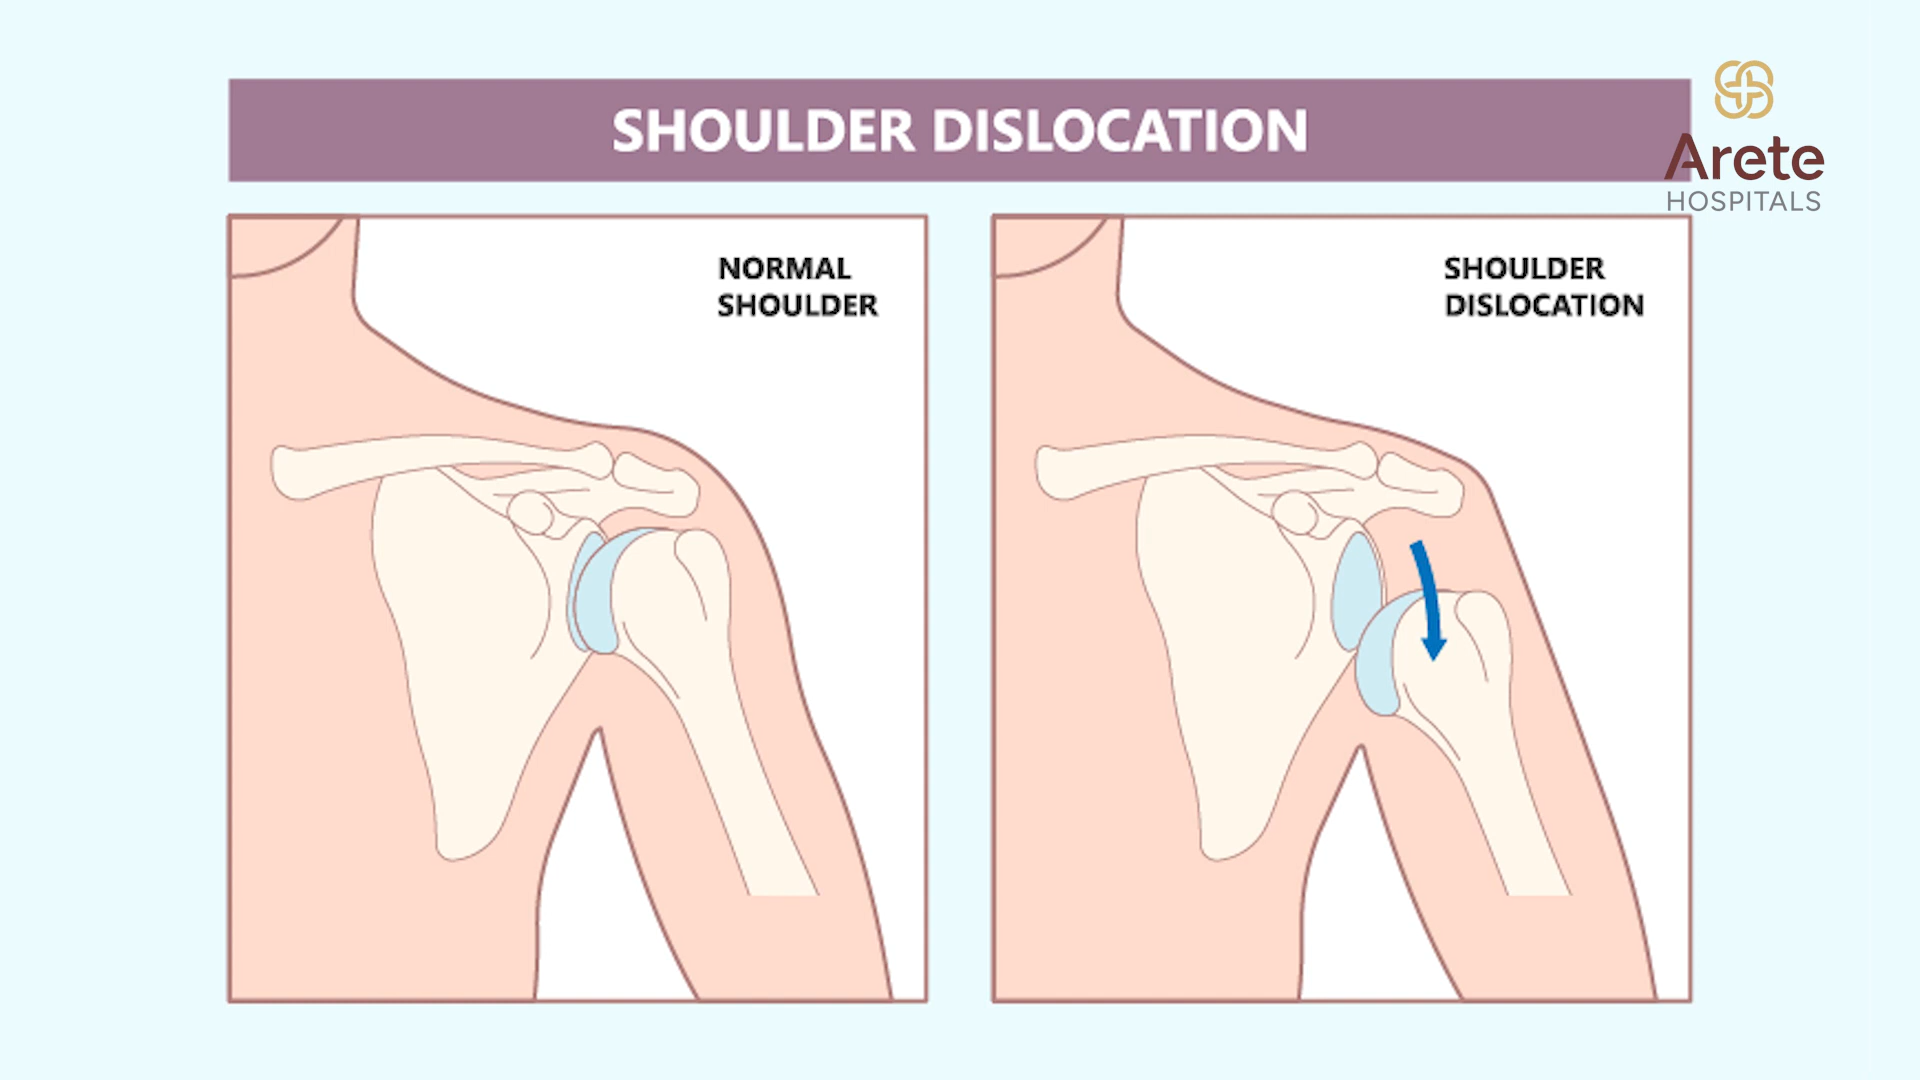 SHOULDER DISLOCATION
Arete
HOSPITALS
NORMAL
SHOULDER
SHOULDER
DISLOCATION